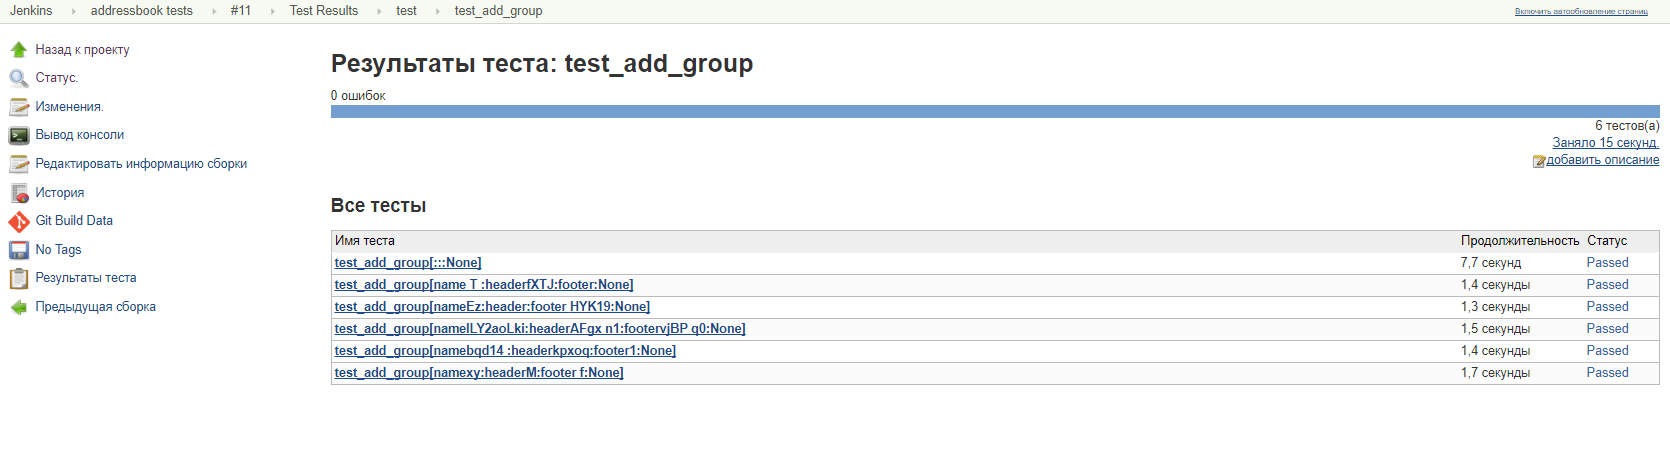 Jenkins addressbook tests #11 Test Results test test_add_group
Включить автообновление страниц
Назад к проекту
Статус.
Изменения.
Вывод консоли
Редактировать информацию сборки
История
Git Build Data
No Tags
Результаты теста
Предыдущая сборка
Результаты теста: test_add_group
0 ошибок
6 тестов(а)
Заняло 15 секунд.
добавить описание
Все тесты
Имя теста Продолжительность Статус
test_add_group[:::None] 7,7 секунд Passed
test_add_group[name T :headerfXTJ:footer:None] 1,4 секунды Passed
test_add_group[nameEz:header:footer HYK19:None] 1,3 секунды Passed
test_add_group[nameILY2aoLki:headerAFgx n1:footervjBP q0:None] 1,5 секунды Passed
test_add_group[namebqd14 :headerkpxoq:footer1:None] 1,4 секунды Passed
test_add_group[namexy:headerM:footer f:None] 1,7 секунды Passed